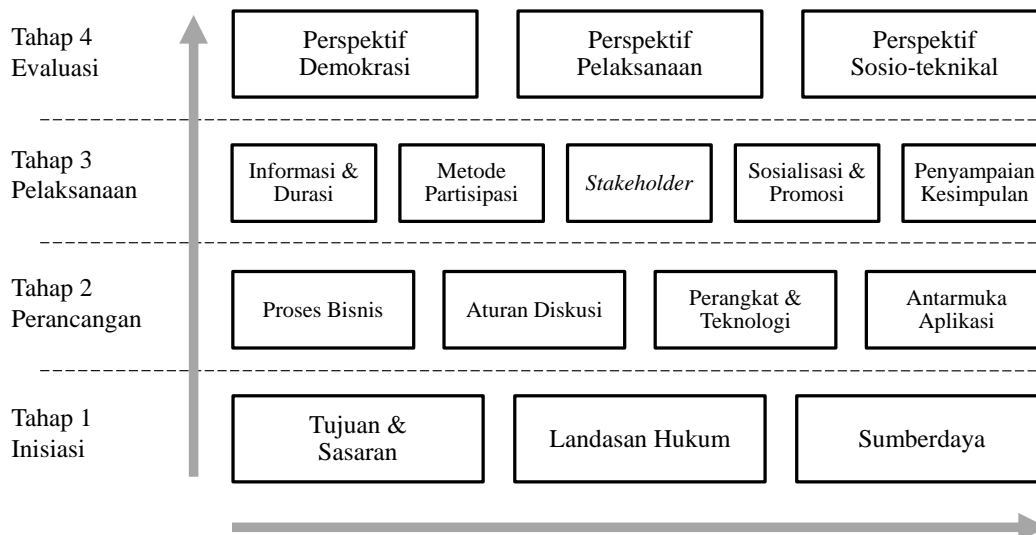 Tahap 4
Evaluasi
Perspektif
Demokrasi
Perspektif
Pelaksanaan
Perspektif
Sosio-teknikal
Tahap 3
Pelaksanaan
Informasi &
Durasi
Metode
Partisipasi
Stakeholder
Sosialisasi &
Promosi
Penyampaian
Kesimpulan
Tahap 2
Perancangan
Proses Bisnis
Aturan Diskusi
Perangkat &
Teknologi
Antarmuka
Aplikasi
Tahap 1
Inisiasi
Tujuan &
Sasaran
Landasan Hukum
Sumberdaya